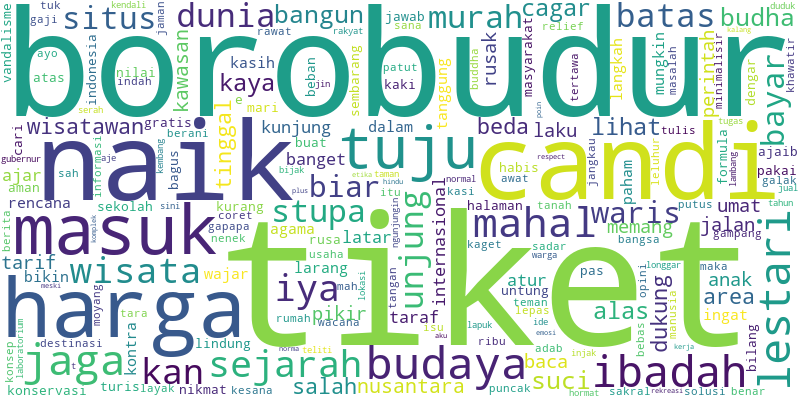 borobudur
tiket
naik
candi
harga
masuk
tuju
mahal
budaya
ibadah
jaga
sejarah
lestari
wisata
stupa
waris
situs
dunia
bangun
murah
cagar
batas
budha
bayar
kan
iya
biar
unjung
kaya
lihat
beda
laku
suci
nusantara
salah
dukung
alas
area
anak
atur
umat
jalan
memang
perintah
internasional
tinggal
kawasan
wisatawan
tarif
pikir
taraf
latar
larang
agama
banget
kunjung
dalam
gratis
berani
kasih
nilai
atas
indah
indonesia
vandalisme
tuk
gaji
ayo
jaman
kendali
rawat
rakyat
jawab
sana
beban
jin
kaki
sembarang
tanggung
patut
buddha
relief
masyarakat
tertawa
rusak
langkah
mungkin
masalah
minimalisir
dengar
khawatir
duduk
kalang
poin
tugas
serah
mari
e
cari
gubernur
aje
ajar
aman
sah
informasi
kembang
bagus
buat
bijak
plus
etika
taman
hindu
itu
rencana
sekolah
sini
kurang
coret
gapapa
nenek
rusa
usaha
berita
komplek
bikin
moyang
meski
destinasi
konsep
laboratorium
t
konservasi
turis
layak
nikmat
kesana
tara
kontra
wajar
lindung
norma
teliti
rumah
wacana
mah
lokasi
tangan
ngunjungin
isu
aku
lapuk
emosi
ide
adab
ribu
untung
teman
lepas
kaget
warga
sadar
pas
opini
bebas
longgar
manusia
maka
ingat
bilang
gampang
bangsa
tanah
halaman
putus
kasi
normal
respect
awat
habis
jangkau
tulis
paham
leluhur
formula
lambang
ajaib
pakai
galak
jual
tahun
baca
puncak
injak
hormat
kerja
sakral
rekreasi
solusi
benar